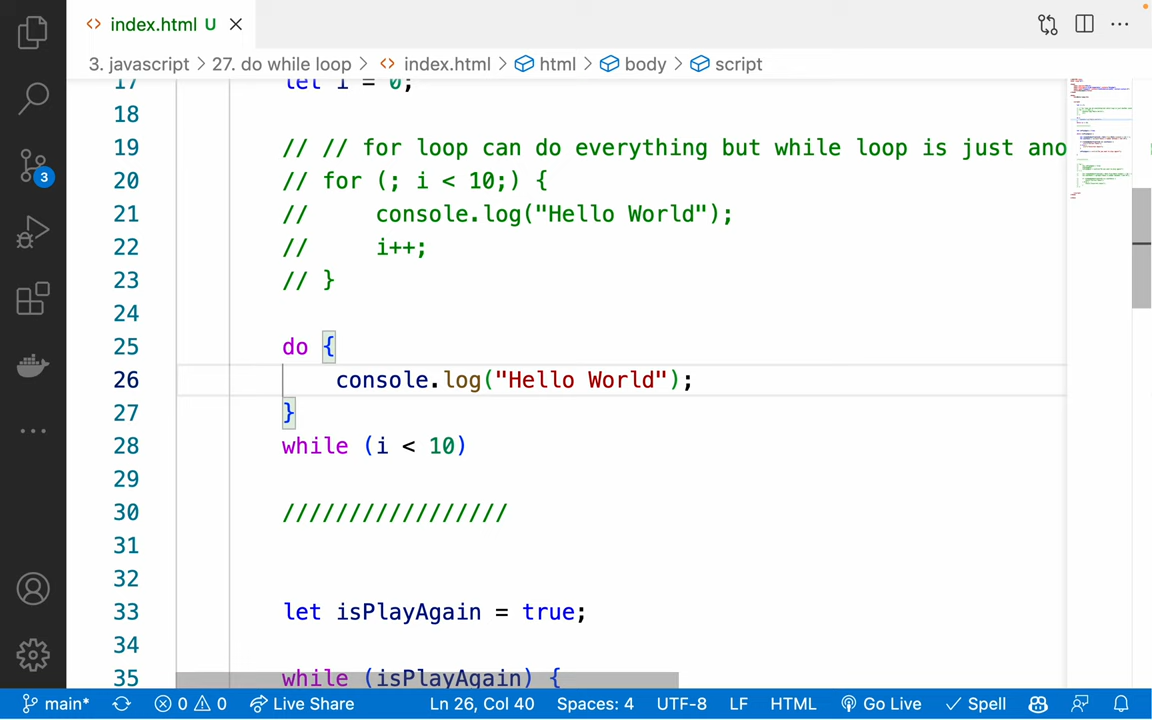 index.html U
3. javascript > 27. do while loop > index.html > html > body > script
17 let i = 0;
18
19 // // for loop can do everything but while loop is just ano
20 // for (; i < 10;) {
21 //     console.log("Hello World");
22 //     i++;
23 // }
24
25 do {
26     console.log("Hello World");
27 }
28 while (i < 10)
29
30 /////////////////
31
32
33 let isPlayAgain = true;
34
35 while (isPlayAgain) {
3
main* 0 0 Live Share Ln 26, Col 40 Spaces: 4 UTF-8 LF HTML Go Live Spell